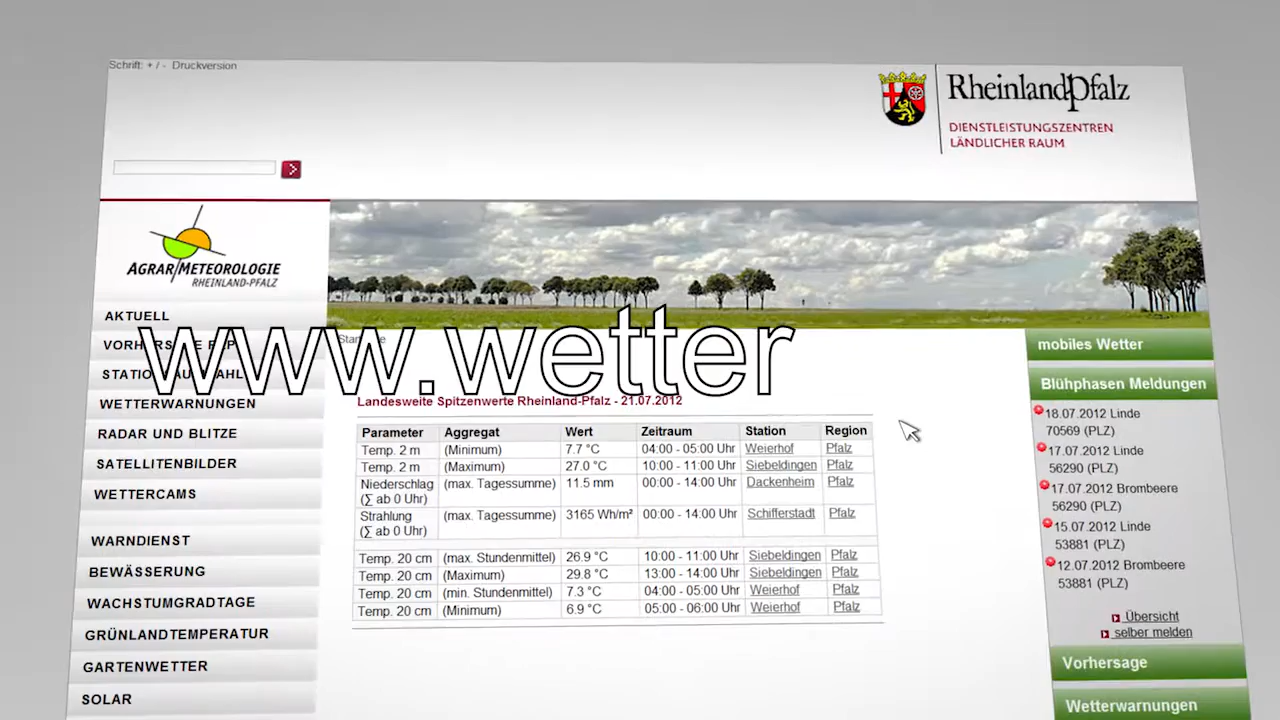 Schrift: + / - Druckversion
RheinlandPfalz
DIENSTLEISTUNGSZENTREN
LÄNDLICHER RAUM
AGRARMETEOROLOGIE
RHEINLAND-PFALZ
AKTUELL
WETTERWARNUNGEN
RADAR UND BLITZE
SATELLITENBILDER
WETTERCAMS
WARNDIENST
BEWÄSSERUNG
WACHSTUMGRADTAGE
GRÜNLANDTEMPERATUR
GARTENWETTER
SOLAR
www.wetter
Landesweite Spitzenwerte Rheinland-Pfalz - 21.07.2012
Parameter Aggregat Wert Zeitraum Station Region
Temp. 2 m (Minimum) 7.7 °C 04:00 - 05:00 Uhr Weierhof Pfalz
Temp. 2 m (Maximum) 27.0 °C 10:00 - 11:00 Uhr Siebeldingen Pfalz
Niederschlag (max. Tagessumme) 11.5 mm 00:00 - 14:00 Uhr Dackenheim Pfalz
(∑ ab 0 Uhr)
Strahlung (max. Tagessumme) 3165 Wh/m² 00:00 - 14:00 Uhr Schifferstadt Pfalz
(∑ ab 0 Uhr)
Temp. 20 cm (max. Stundenmittel) 26.9 °C 10:00 - 11:00 Uhr Siebeldingen Pfalz
Temp. 20 cm (Maximum) 29.8 °C 13:00 - 14:00 Uhr Siebeldingen Pfalz
Temp. 20 cm (min. Stundenmittel) 7.3 °C 04:00 - 05:00 Uhr Weierhof Pfalz
Temp. 20 cm (Minimum) 6.9 °C 05:00 - 06:00 Uhr Weierhof Pfalz
mobiles Wetter
Blühphasen Meldungen
18.07.2012 Linde
70569 (PLZ)
17.07.2012 Linde
56290 (PLZ)
17.07.2012 Brombeere
56290 (PLZ)
15.07.2012 Linde
53881 (PLZ)
12.07.2012 Brombeere
53881 (PLZ)
Übersicht
selber melden
Vorhersage
Wetterwarnungen